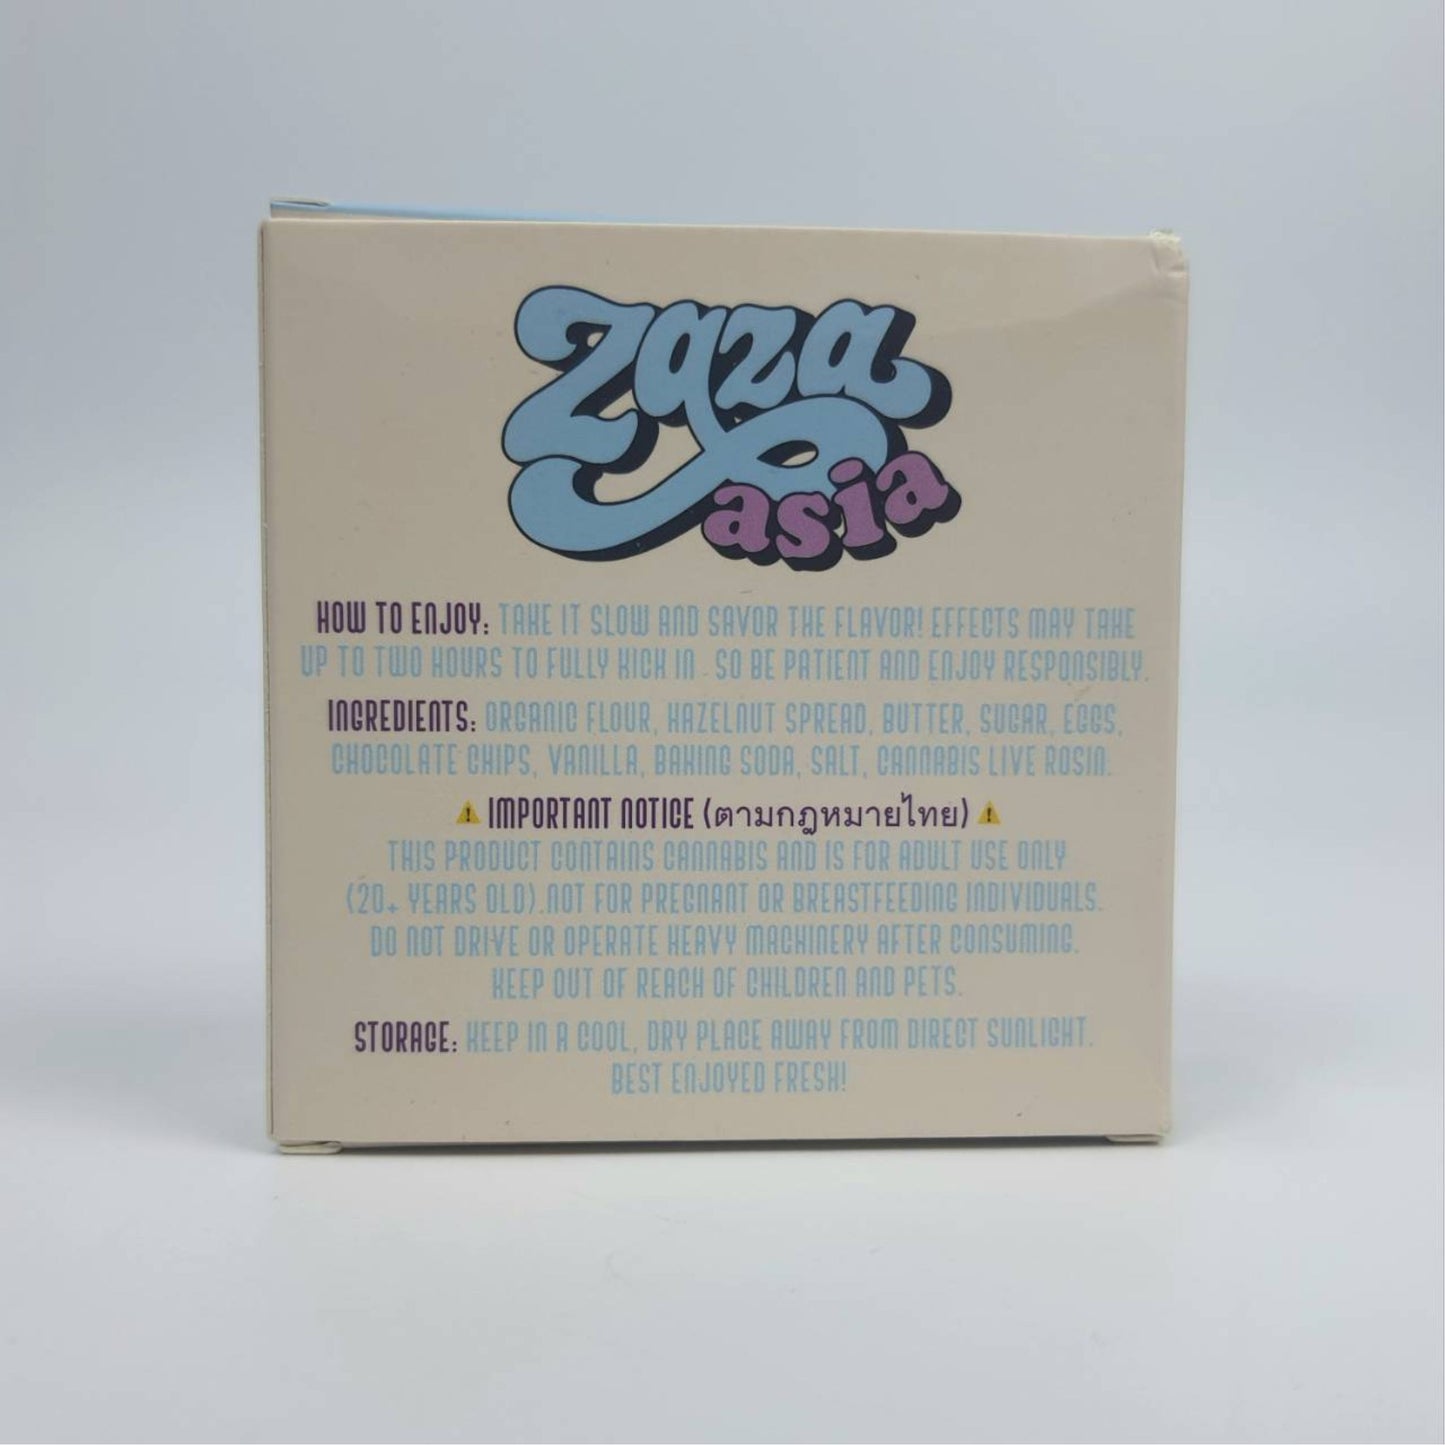 Zaza
asia
HOW TO ENJOY: TAKE IT SLOW AND SAVOR THE FLAVOR! EFFECTS MAY TAKE
UP TO TWO HOURS TO FULLY KICK IN - SO BE PATIENT AND ENJOY RESPONSIBLY.
INGREDIENTS: ORGANIC FLOUR, HAZELNUT SPREAD, BUTTER, SUGAR, EGGS,
CHOCOLATE CHIPS, VANILLA, BAKING SODA, SALT, CANNABIS LIVE ROSIN.
⚠ IMPORTANT NOTICE (ตามกฎหมายไทย) ⚠
THIS PRODUCT CONTAINS CANNABIS AND IS FOR ADULT USE ONLY
(20+ YEARS OLD).NOT FOR PREGNANT OR BREASTFEEDING INDIVIDUALS.
DO NOT DRIVE OR OPERATE HEAVY MACHINERY AFTER CONSUMING.
KEEP OUT OF REACH OF CHILDREN AND PETS.
STORAGE: KEEP IN A COOL, DRY PLACE AWAY FROM DIRECT SUNLIGHT.
BEST ENJOYED FRESH!